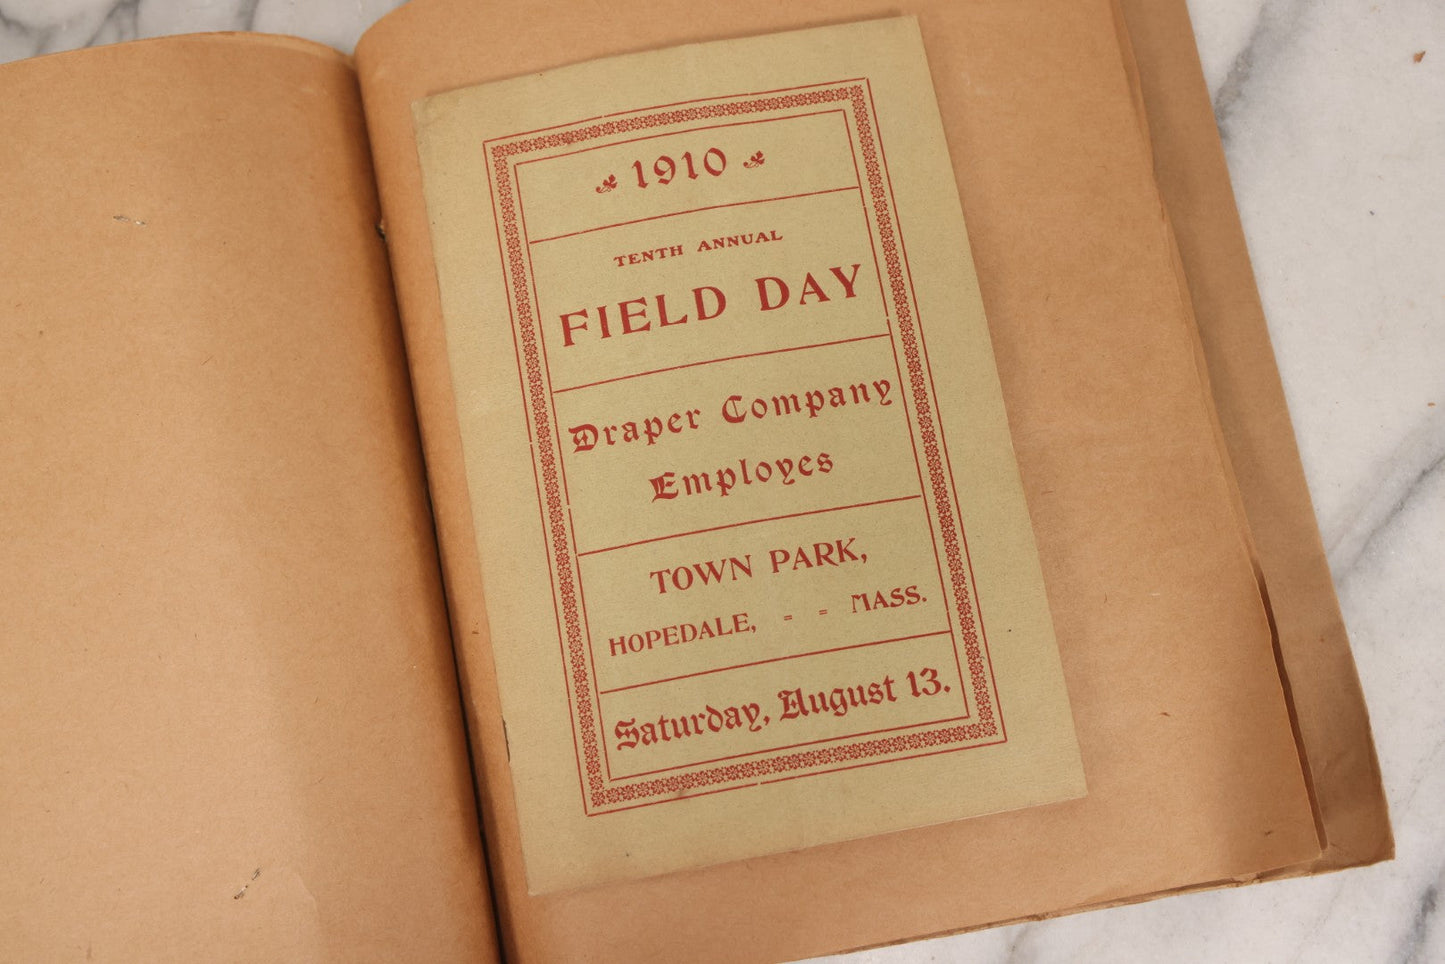 1910
TENTH ANNUAL
FIELD DAY
Draper Company
Employes
TOWN PARK,
HOPEDALE, = = MASS.
Saturday, August 13.